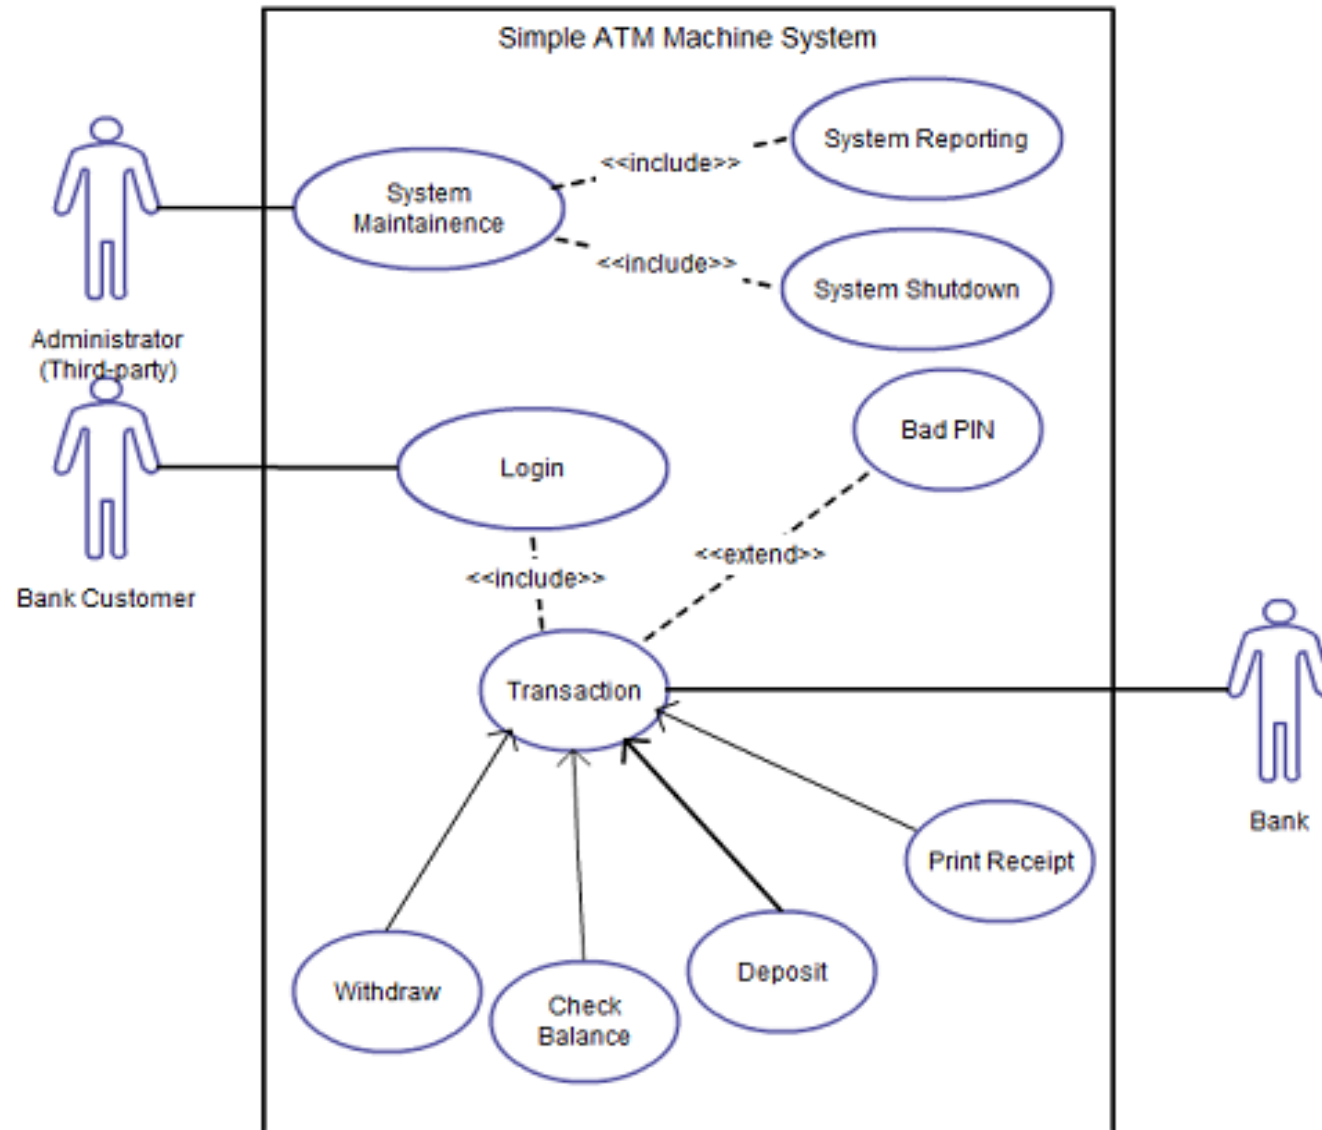 Simple ATM Machine System
System Reporting
<<include>>
System
Maintainence
<<include>>
System Shutdown
Administrator
(Third-party)
Bad PIN
Login
<<extend>>
<<include>>
Bank Customer
Transaction
Bank
Print Receipt
Withdraw
Check
Balance
Deposit